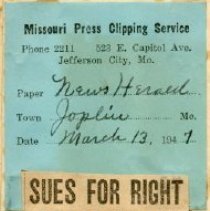 Missouri Press Clipping Service
Phone 2211 523 E. Capitol Ave.
Jefferson City, Mo.
Paper News Herald
Town Joplin Mo.
Date March 13, 1947
SUES FOR RIGHT